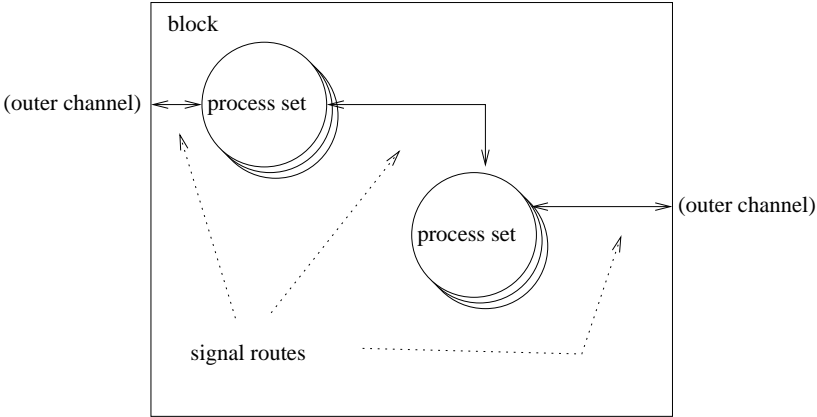 block
(outer channel)
process set
process set
(outer channel)
signal routes